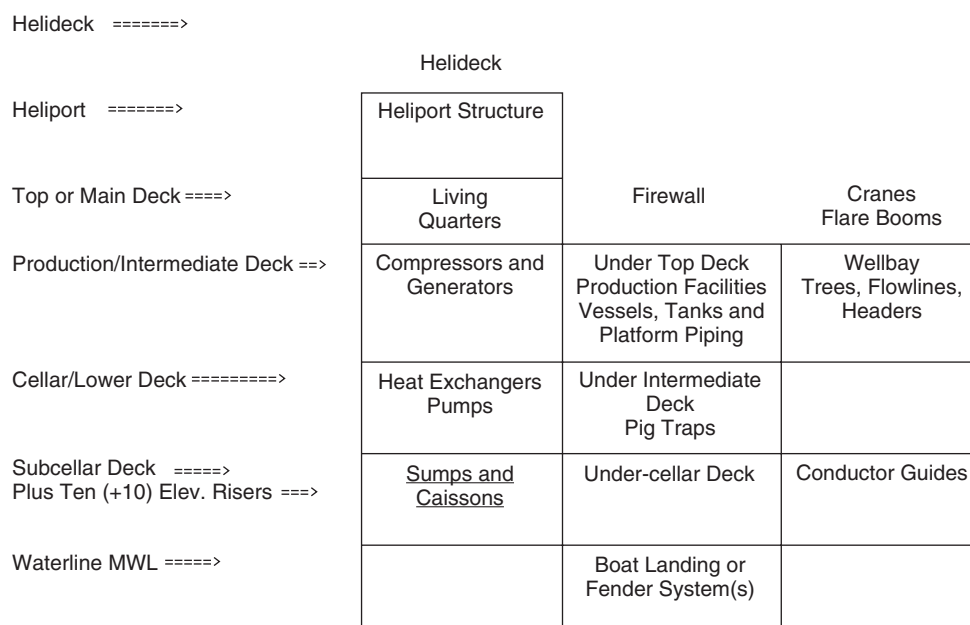 Helideck =======>
Helideck
Heliport =======>
Heliport Structure
Top or Main Deck ====>
Living
Quarters
Firewall
Cranes
Flare Booms
Production/Intermediate Deck ==>
Compressors and
Generators
Under Top Deck
Production Facilities
Vessels, Tanks and
Platform Piping
Wellbay
Trees, Flowlines,
Headers
Cellar/Lower Deck =========>
Heat Exchangers
Pumps
Under Intermediate
Deck
Pig Traps
Subcellar Deck =====>
Plus Ten (+10) Elev. Risers ===>
Sumps and
Caissons
Under-cellar Deck
Conductor Guides
Waterline MWL =====>
Boat Landing or
Fender System(s)